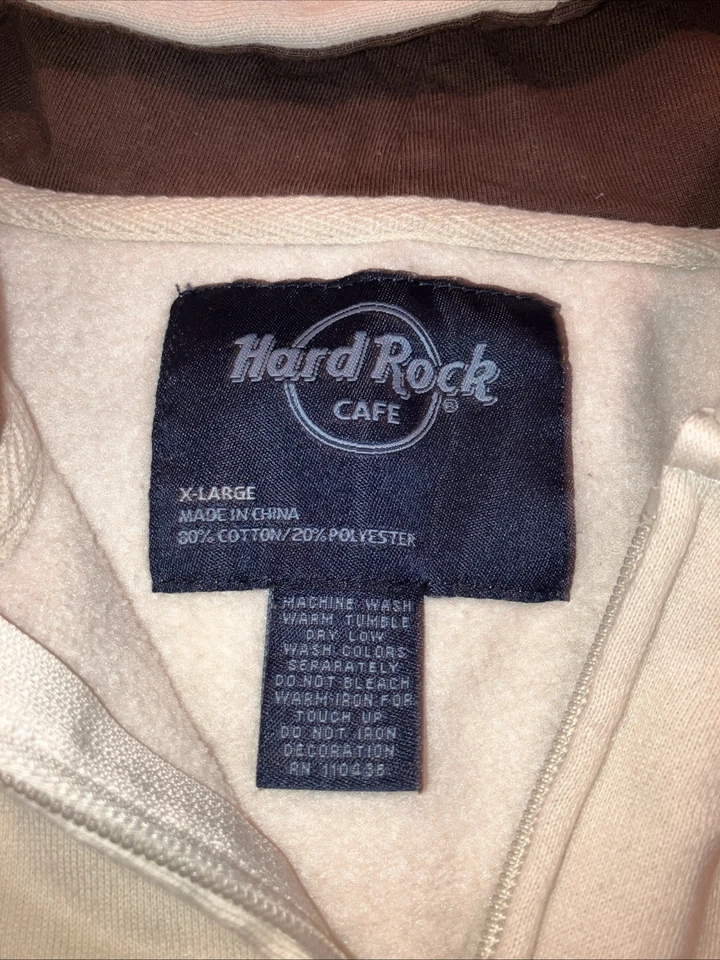 Hard Rock
CAFE ®
X-LARGE
MADE IN CHINA
80% COTTON/20% POLYESTER
MACHINE WASH
WARM TUMBLE
DRY LOW
WASH COLORS
SEPARATELY
DO NOT BLEACH
WARM IRON FOR
TOUCH UP
DO NOT IRON
DECORATION
RN 110435